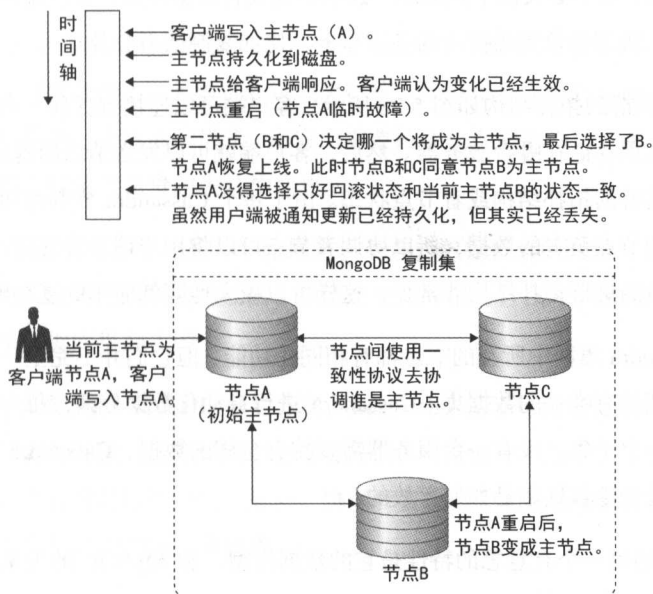 时
间
轴
客户端写入主节点（A）。
主节点持久化到磁盘。
主节点给客户端响应。客户端认为变化已经生效。
主节点重启（节点A临时故障）。
第二节点（B和C）决定哪一个将成为主节点，最后选择了B。
节点A恢复上线。此时节点B和C同意节点B为主节点。
节点A没得选择只好回滚状态和当前主节点B的状态一致。
虽然用户端被通知更新已经持久化，但其实已经丢失。
MongoDB 复制集
客户端
当前主节点为
节点A，客户
端写入节点A。
节点A
（初始主节点）
节点间使用一
致性协议去协
调谁是主节点。
节点C
节点A重启后，
节点B变成主节点。
节点B